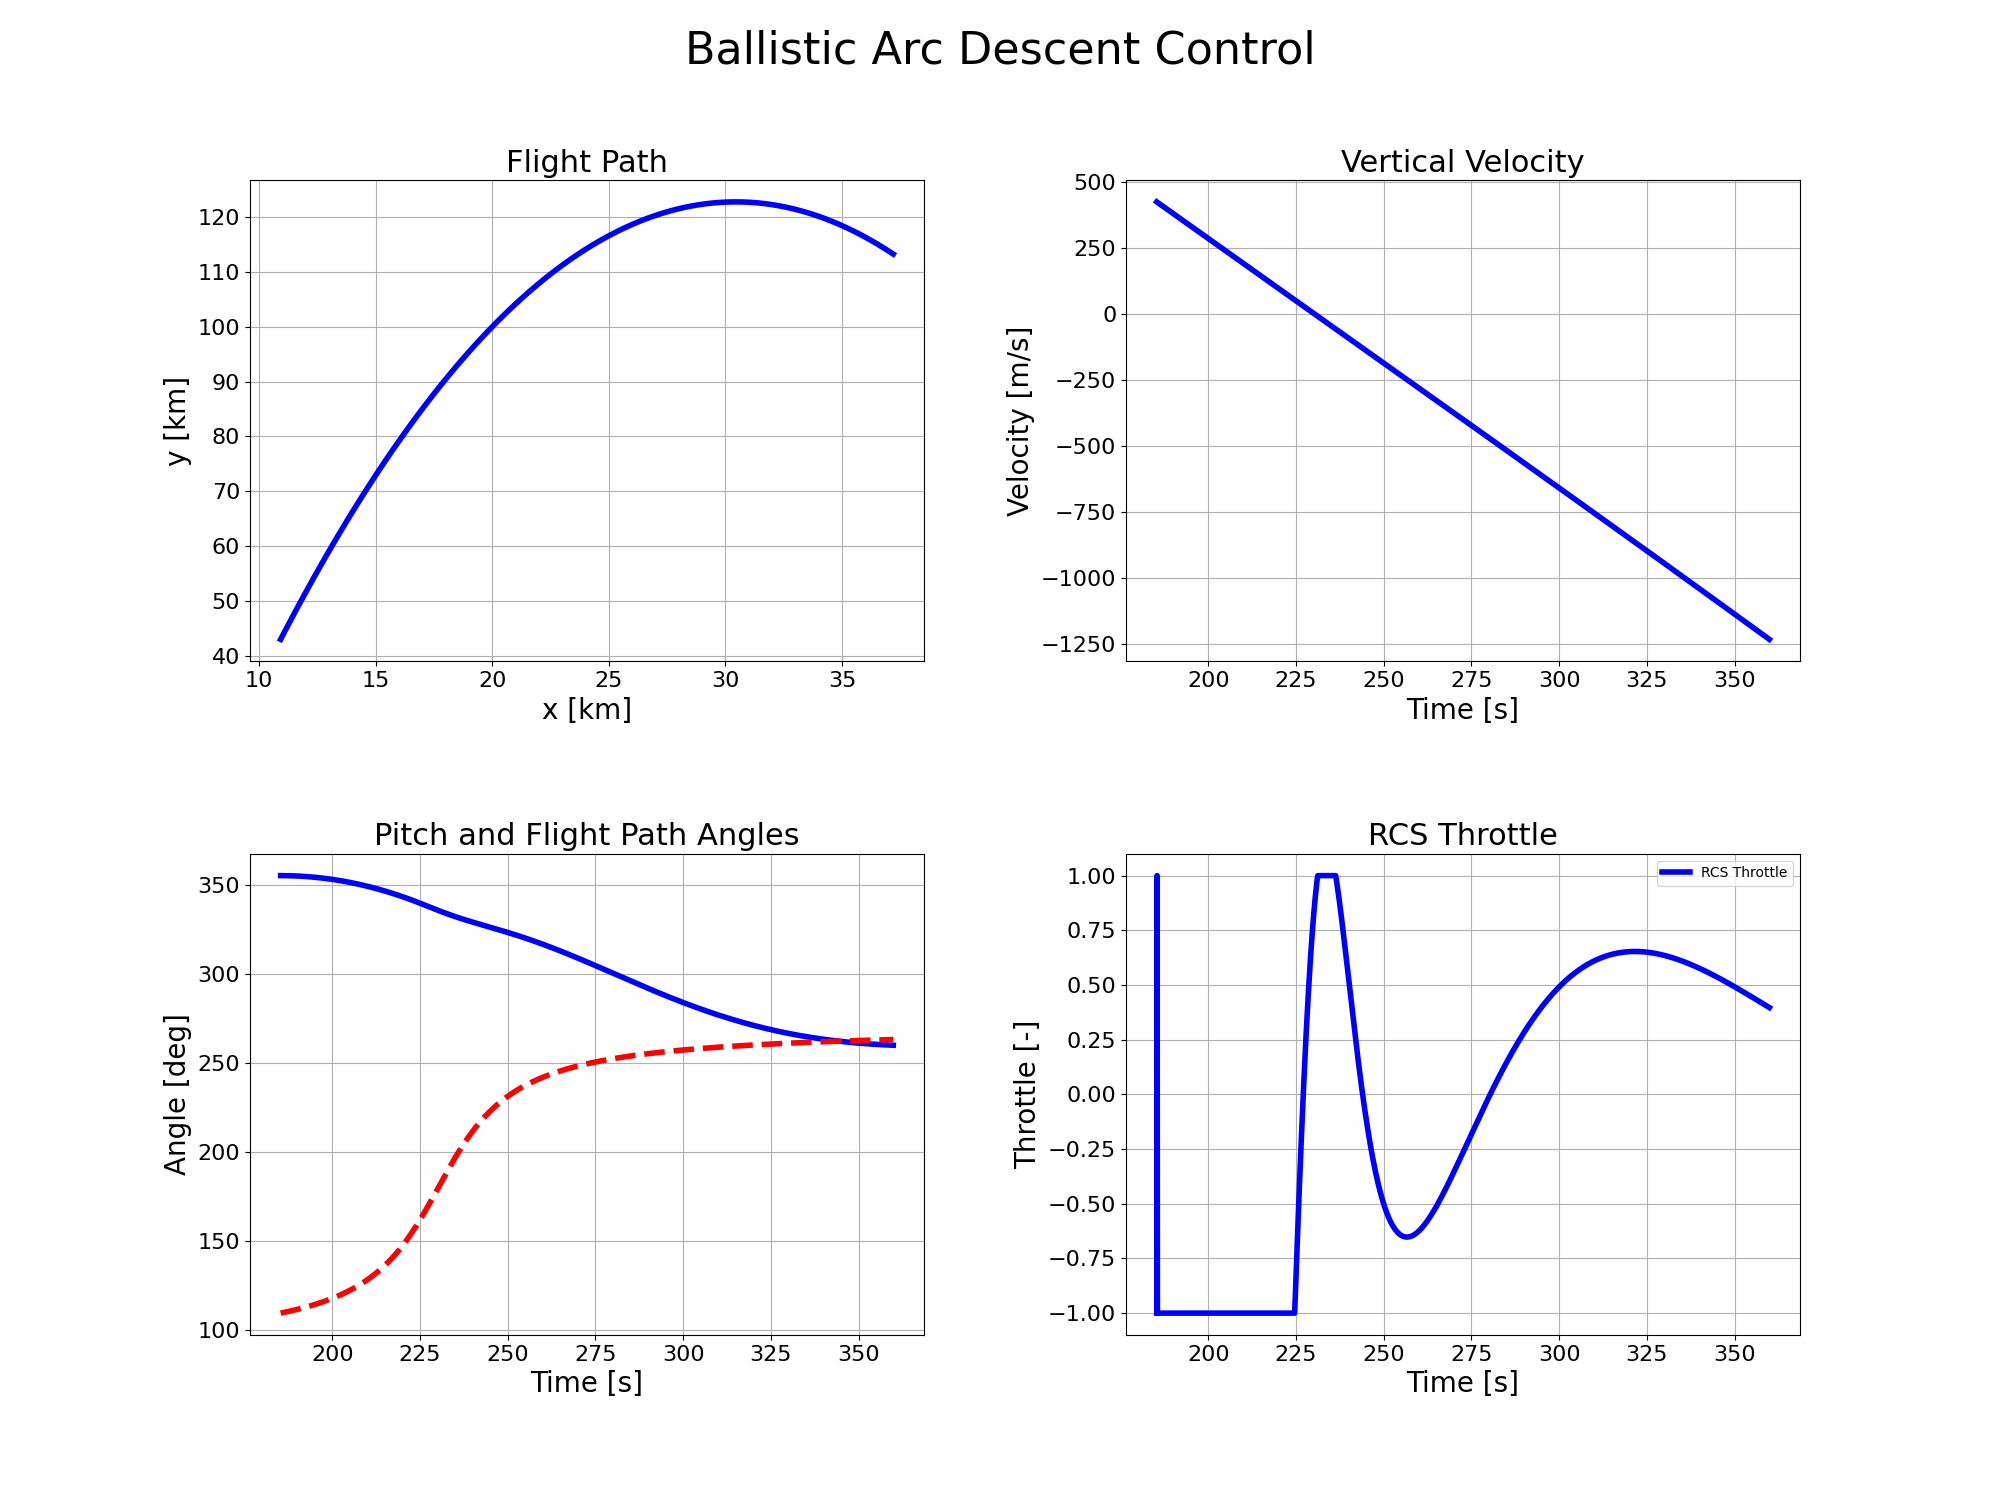 Ballistic Arc Descent Control
Flight Path
120
110
100
90
80
70
60
50
40
y [km]
10 15 20 25 30 35
x [km]
Vertical Velocity
500
250
0
−250
−500
−750
−1000
−1250
Velocity [m/s]
200 225 250 275 300 325 350
Time [s]
Pitch and Flight Path Angles
350
300
250
200
150
100
Angle [deg]
200 225 250 275 300 325 350
Time [s]
RCS Throttle
RCS Throttle
1.00
0.75
0.50
0.25
0.00
−0.25
−0.50
−0.75
−1.00
Throttle [-]
200 225 250 275 300 325 350
Time [s]